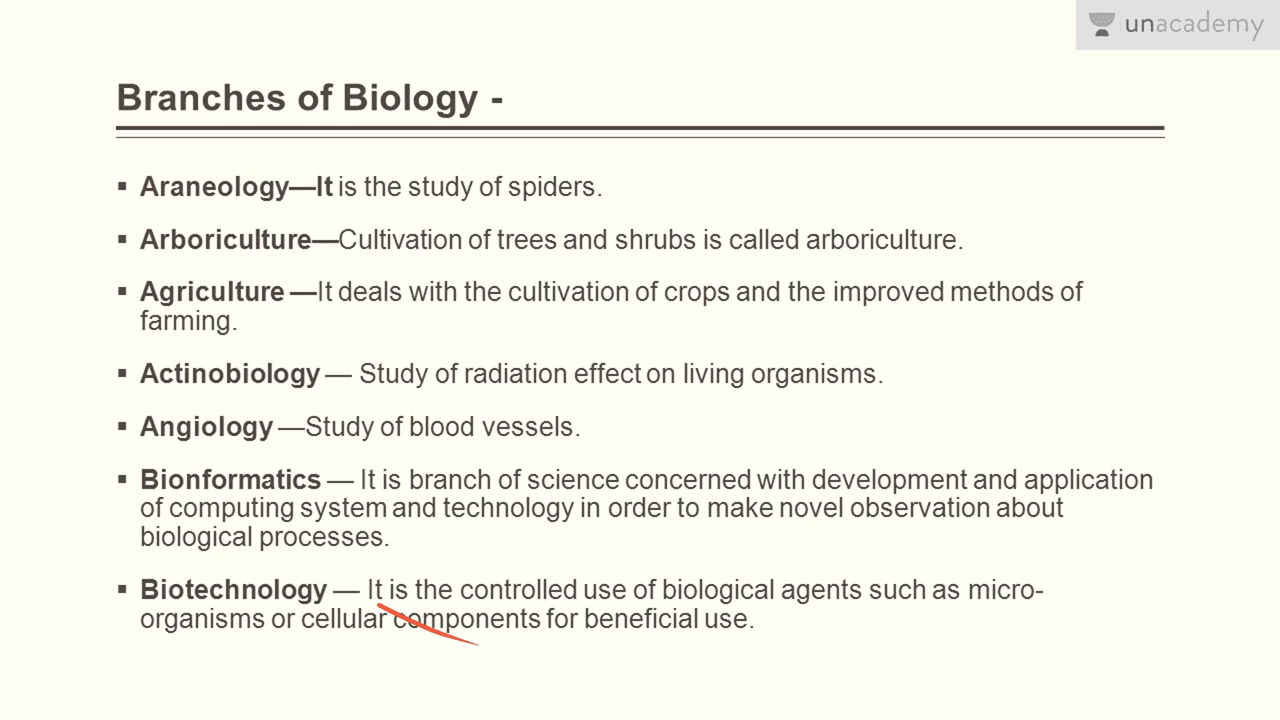 unacademy
Branches of Biology -
▪ Araneology—It is the study of spiders.
▪ Arboriculture—Cultivation of trees and shrubs is called arboriculture.
▪ Agriculture —It deals with the cultivation of crops and the improved methods of
farming.
▪ Actinobiology — Study of radiation effect on living organisms.
▪ Angiology —Study of blood vessels.
▪ Bionformatics — It is branch of science concerned with development and application
of computing system and technology in order to make novel observation about
biological processes.
▪ Biotechnology — It is the controlled use of biological agents such as micro-
organisms or cellular components for beneficial use.